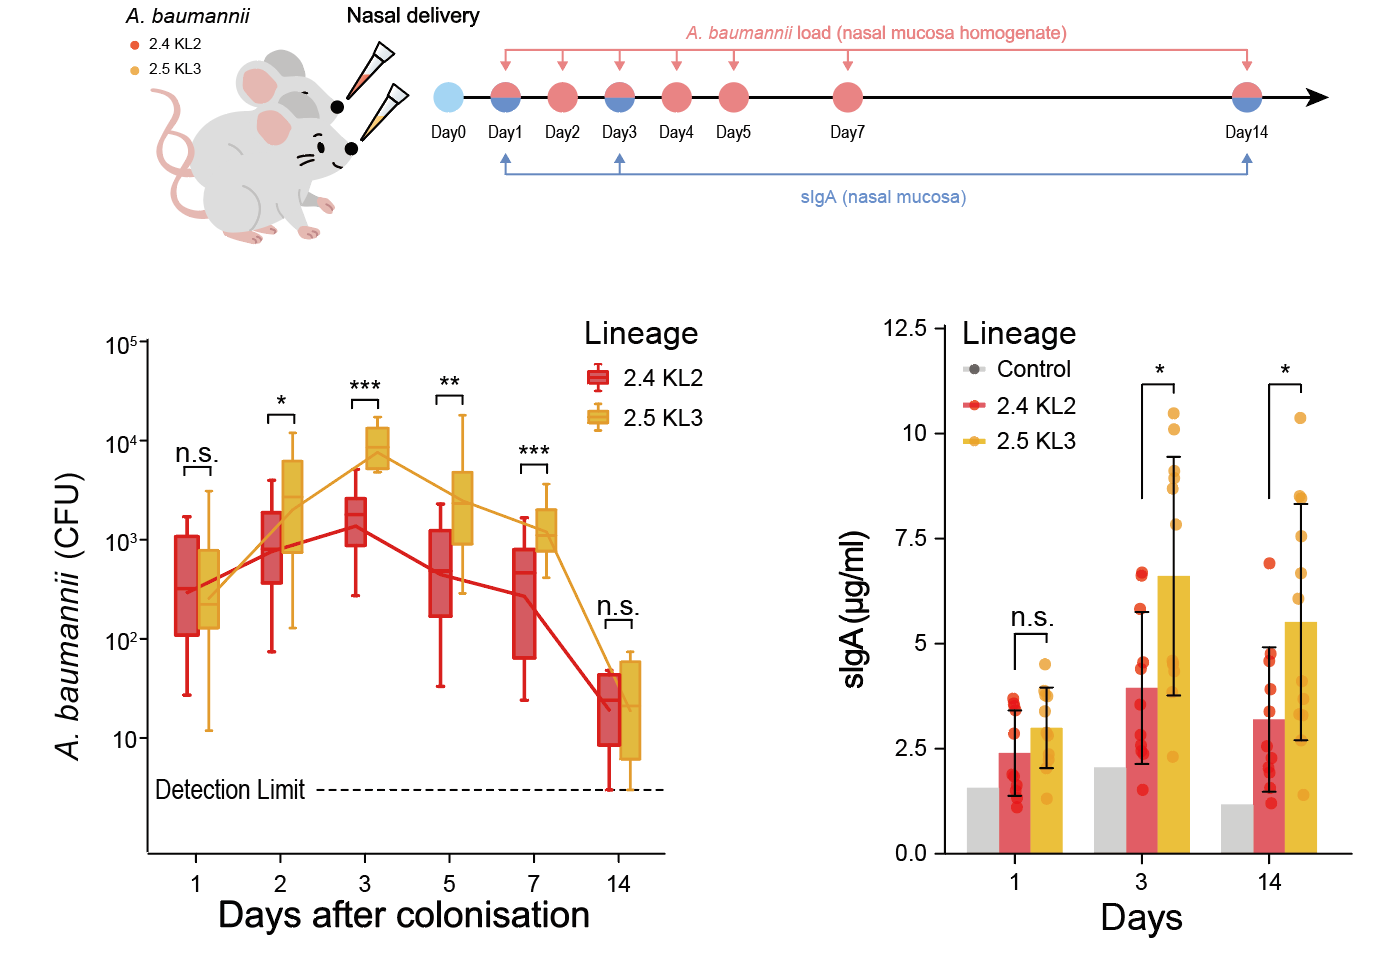 A. baumannii
2.4 KL2
2.5 KL3
Nasal delivery
A. baumannii load (nasal mucosa homogenate)
Day0 Day1 Day2 Day3 Day4 Day5 Day7 Day14
sIgA (nasal mucosa)
A. baumannii (CFU)
10⁵
10⁴
10³
10²
10
Lineage
2.4 KL2
2.5 KL3
n.s.
*
***
**
***
n.s.
Detection Limit
1 2 3 5 7 14
Days after colonisation
sIgA (µg/ml)
12.5
10
7.5
5
2.5
0.0
Lineage
Control
2.4 KL2
2.5 KL3
n.s.
*
*
1 3 14
Days